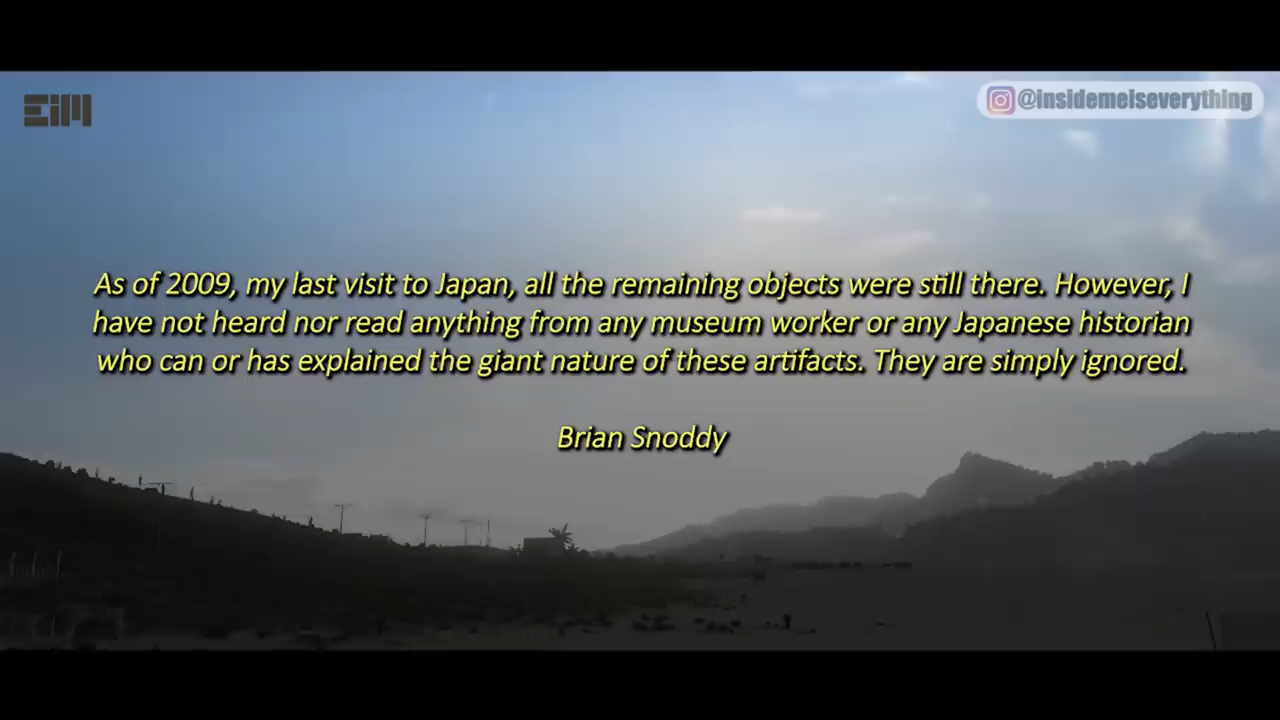 EiM
@insidemeiseverything
As of 2009, my last visit to Japan, all the remaining objects were still there. However, I
have not heard nor read anything from any museum worker or any Japanese historian
who can or has explained the giant nature of these artifacts. They are simply ignored.
Brian Snoddy